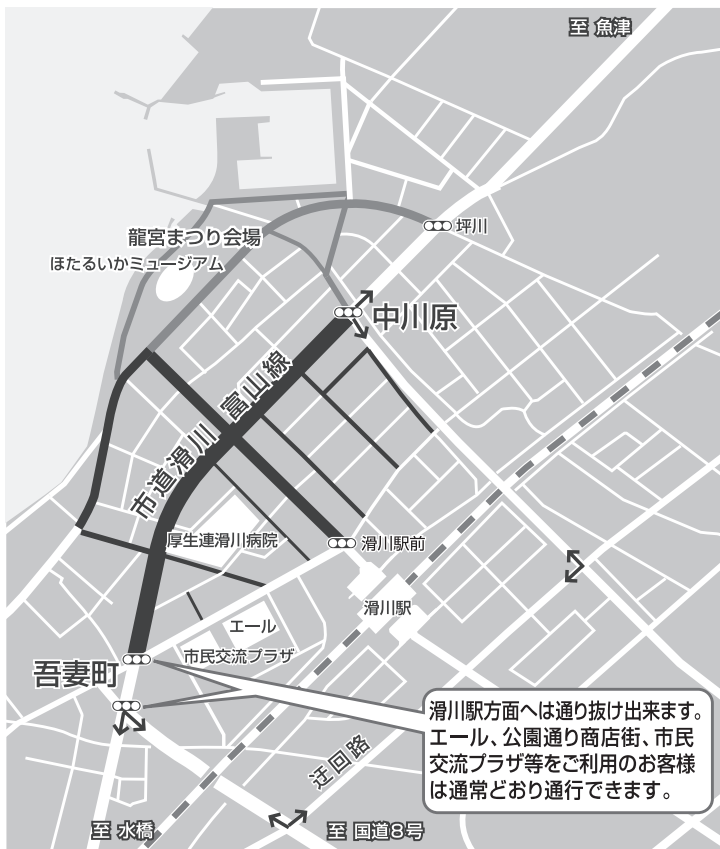 至 魚津
坪川
龍宮まつり会場
ほたるいかミュージアム
中川原
市道滑川 富山線
厚生連滑川病院
滑川駅前
滑川駅
エール
市民交流プラザ
吾妻町
滑川駅方面へは通り抜け出来ます。
エール、公園通り商店街、市民
交流プラザ等をご利用のお客様
は通常どおり通行できます。
迂回路
至 水橋
至 国道8号